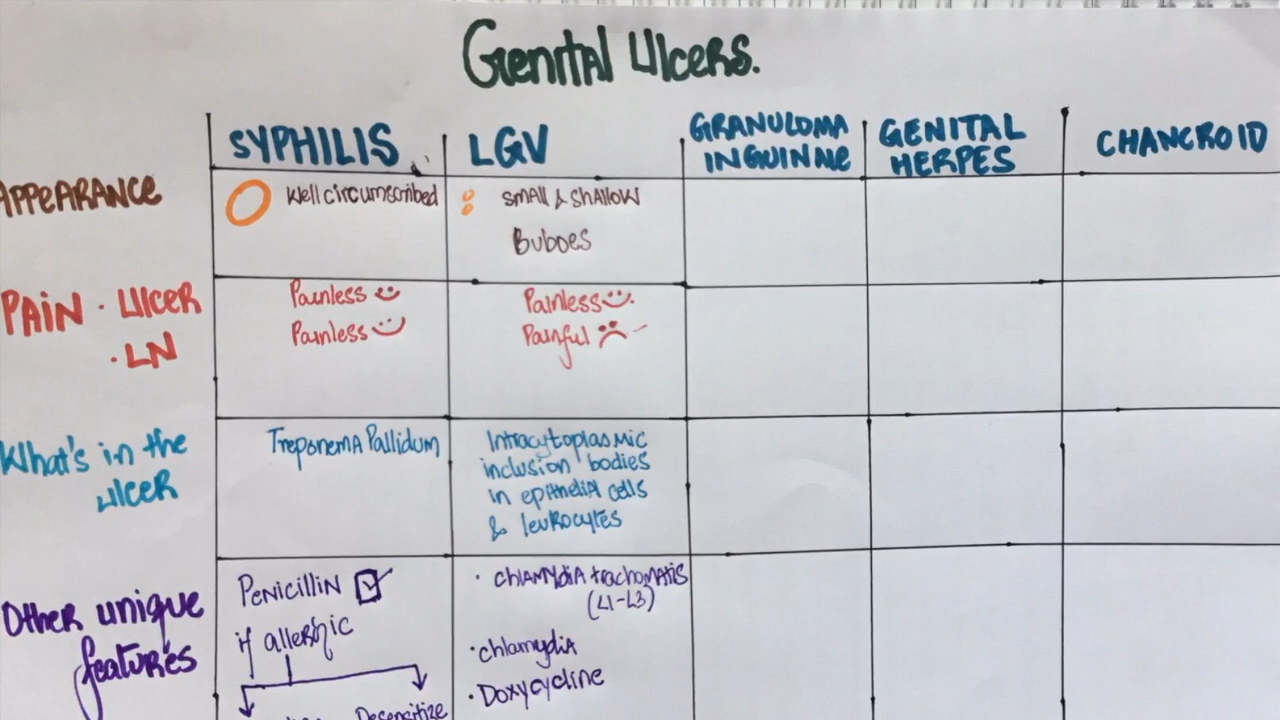 Genital Ulcers.
SYPHILIS
LGV
GRANULOMA
INGUINAE
GENITAL
HERPES
CHANCROID
APPEARANCE
Well circumscribed
SMALL & SHALLOW
Buboes
PAIN · ULCER
· LN
Painless
Painless
Painless
Painful
What's in the
ulcer
Treponema Pallidum
Intracytoplasmic
inclusion bodies
in epithelial cells
& leukocytes
Other unique
features
Penicillin
if allergic
Desensitize
· Chlamydia trachomatis
(L1-L3)
· Chlamydia
· Doxycycline